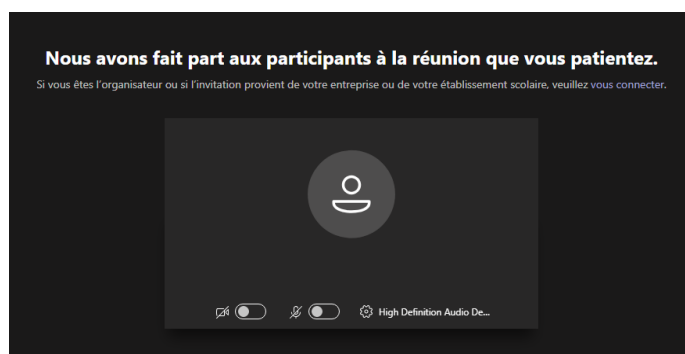 Nous avons fait part aux participants à la réunion que vous patientez.
Si vous êtes l'organisateur ou si l'invitation provient de votre entreprise ou de votre établissement scolaire, veuillez vous connecter.
High Definition Audio De...